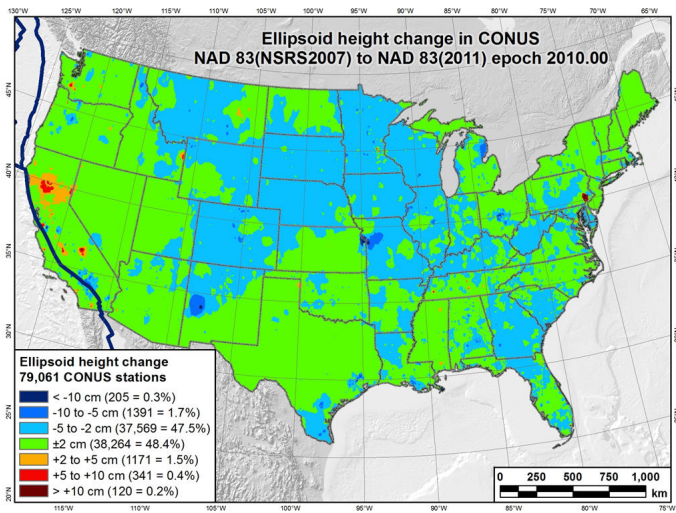 130°W 125°W 120°W 115°W 110°W 105°W 100°W 95°W 90°W 85°W 80°W 75°W 70°W 65°W
Ellipsoid height change in CONUS
NAD 83(NSRS2007) to NAD 83(2011) epoch 2010.00
45°N
40°N
35°N
30°N
25°N
20°N
Ellipsoid height change
79,061 CONUS stations
< -10 cm (205 = 0.3%)
-10 to -5 cm (1391 = 1.7%)
-5 to -2 cm (37,569 = 47.5%)
±2 cm (38,264 = 48.4%)
+2 to +5 cm (1171 = 1.5%)
+5 to +10 cm (341 = 0.4%)
> +10 cm (120 = 0.2%)
0 250 500 750 1,000
km
115°W 110°W 105°W 100°W 95°W 90°W 85°W 80°W 75°W